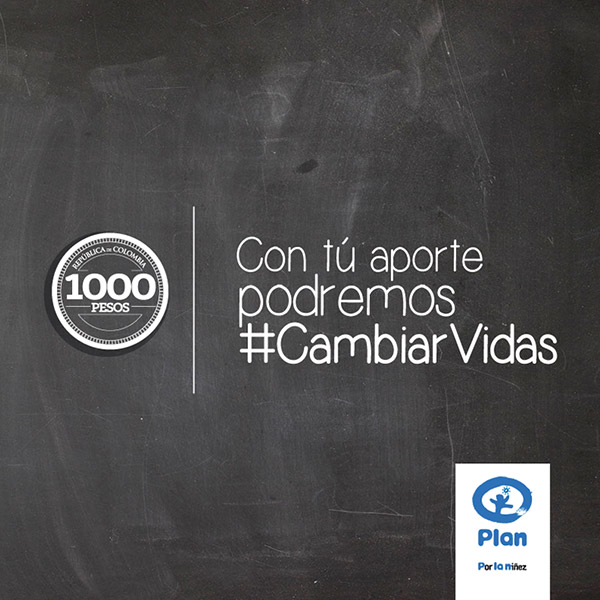 REPÚBLICA DE COLOMBIA
1000
PESOS
Con tú aporte
podremos
#CambiarVidas
Plan
Por la niñez